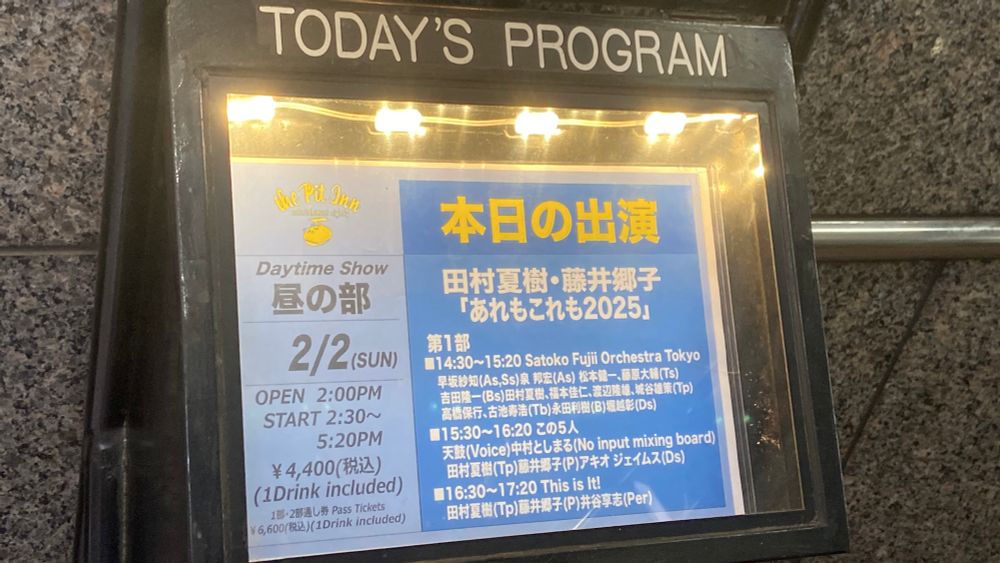 TODAY'S PROGRAM
the Pit Inn
Daytime Show
昼の部
2/2(SUN)
OPEN 2:00PM
START 2:30〜
5:20PM
¥4,400(税込)
(1Drink included)
1部・2部通し券 Pass Tickets
¥6,600(税込)(1Drink included)
本日の出演
田村夏樹・藤井郷子
「あれもこれも2025」
第1部
■14:30〜15:20 Satoko Fujii Orchestra Tokyo
早坂紗知(As,Ss)泉 邦宏(As) 松本健一、藤原大輔(Ts)
吉田隆一(Bs)田村夏樹、福本佳仁、渡辺隆雄、城谷雄策(Tp)
高橋保行、古池寿浩(Tb)永田利樹(B)堀越彰(Ds)
■15:30〜16:20 この5人
天鼓(Voice)中村としまる(No input mixing board)
田村夏樹(Tp)藤井郷子(P)アキオ ジェイムス(Ds)
■16:30〜17:20 This is It!
田村夏樹(Tp)藤井郷子(P)井谷享志(Per)